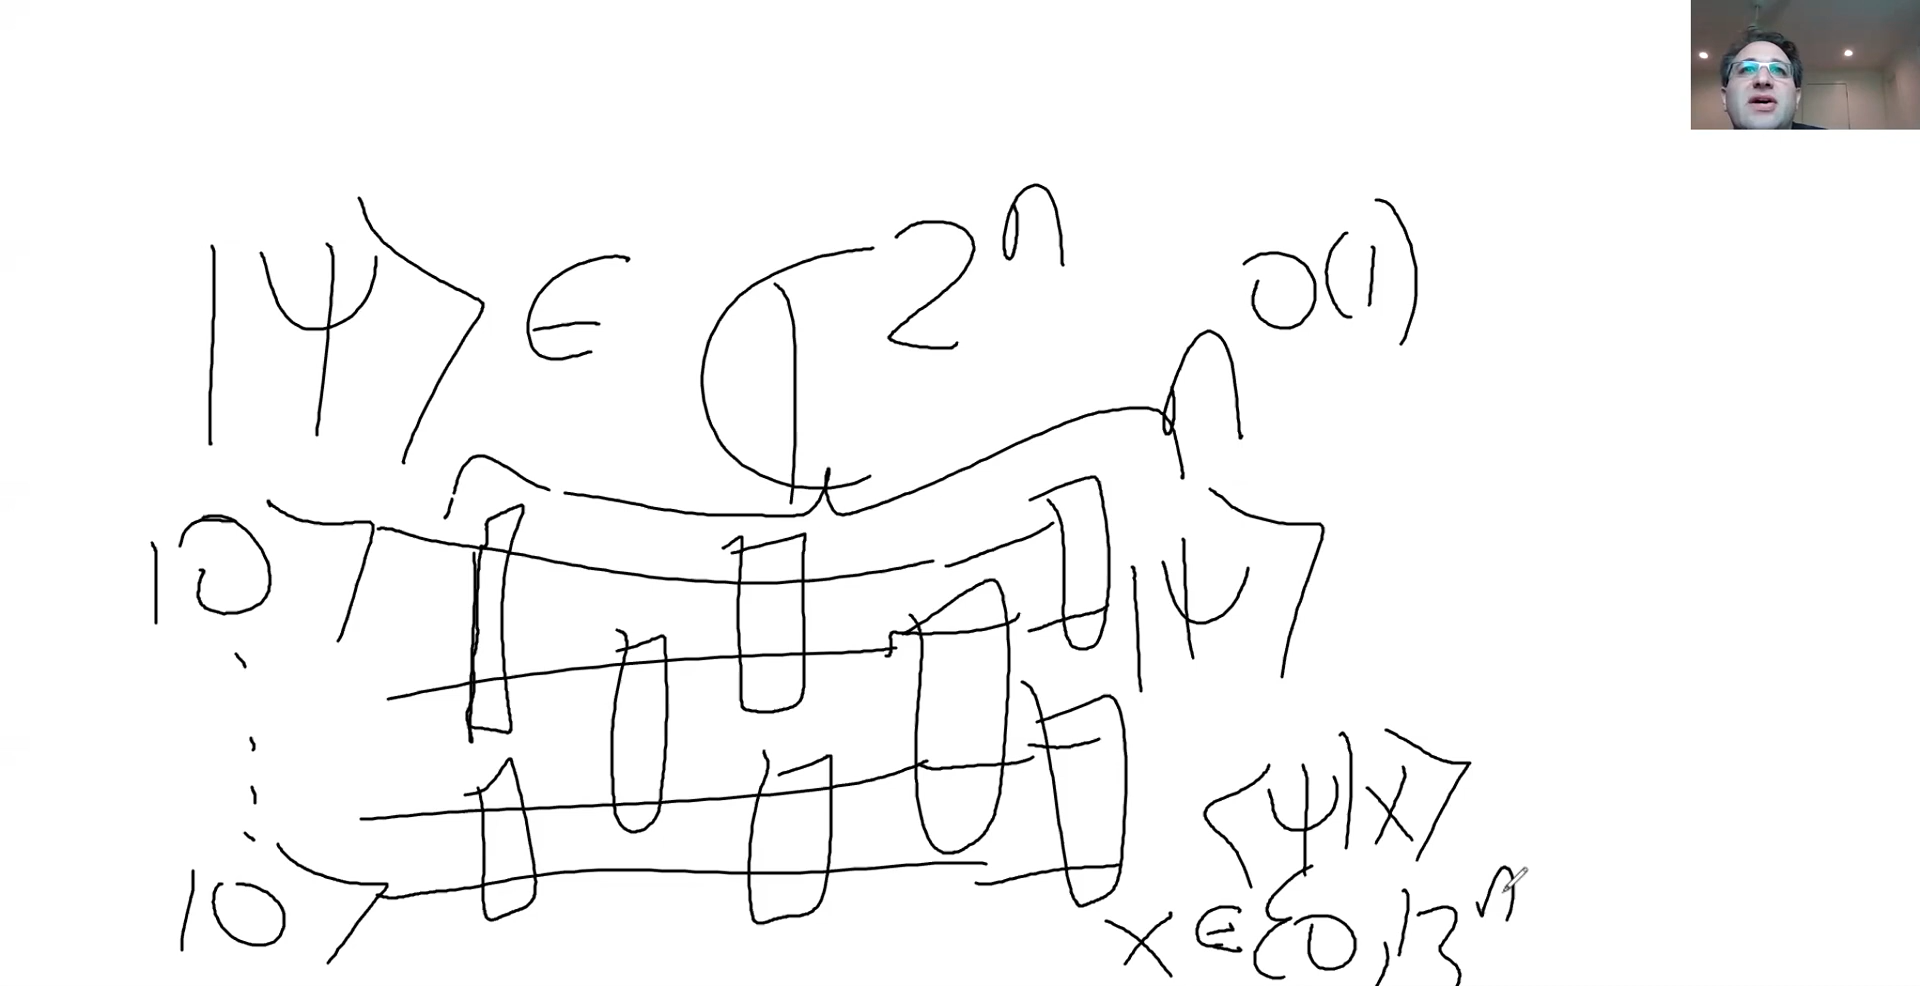 |ψ⟩ ∈ ℂ^{2^n}
n^{O(1)}
|0⟩
|ψ⟩
|0⟩
⟨ψ|x⟩
x ∈ {0,1}^n